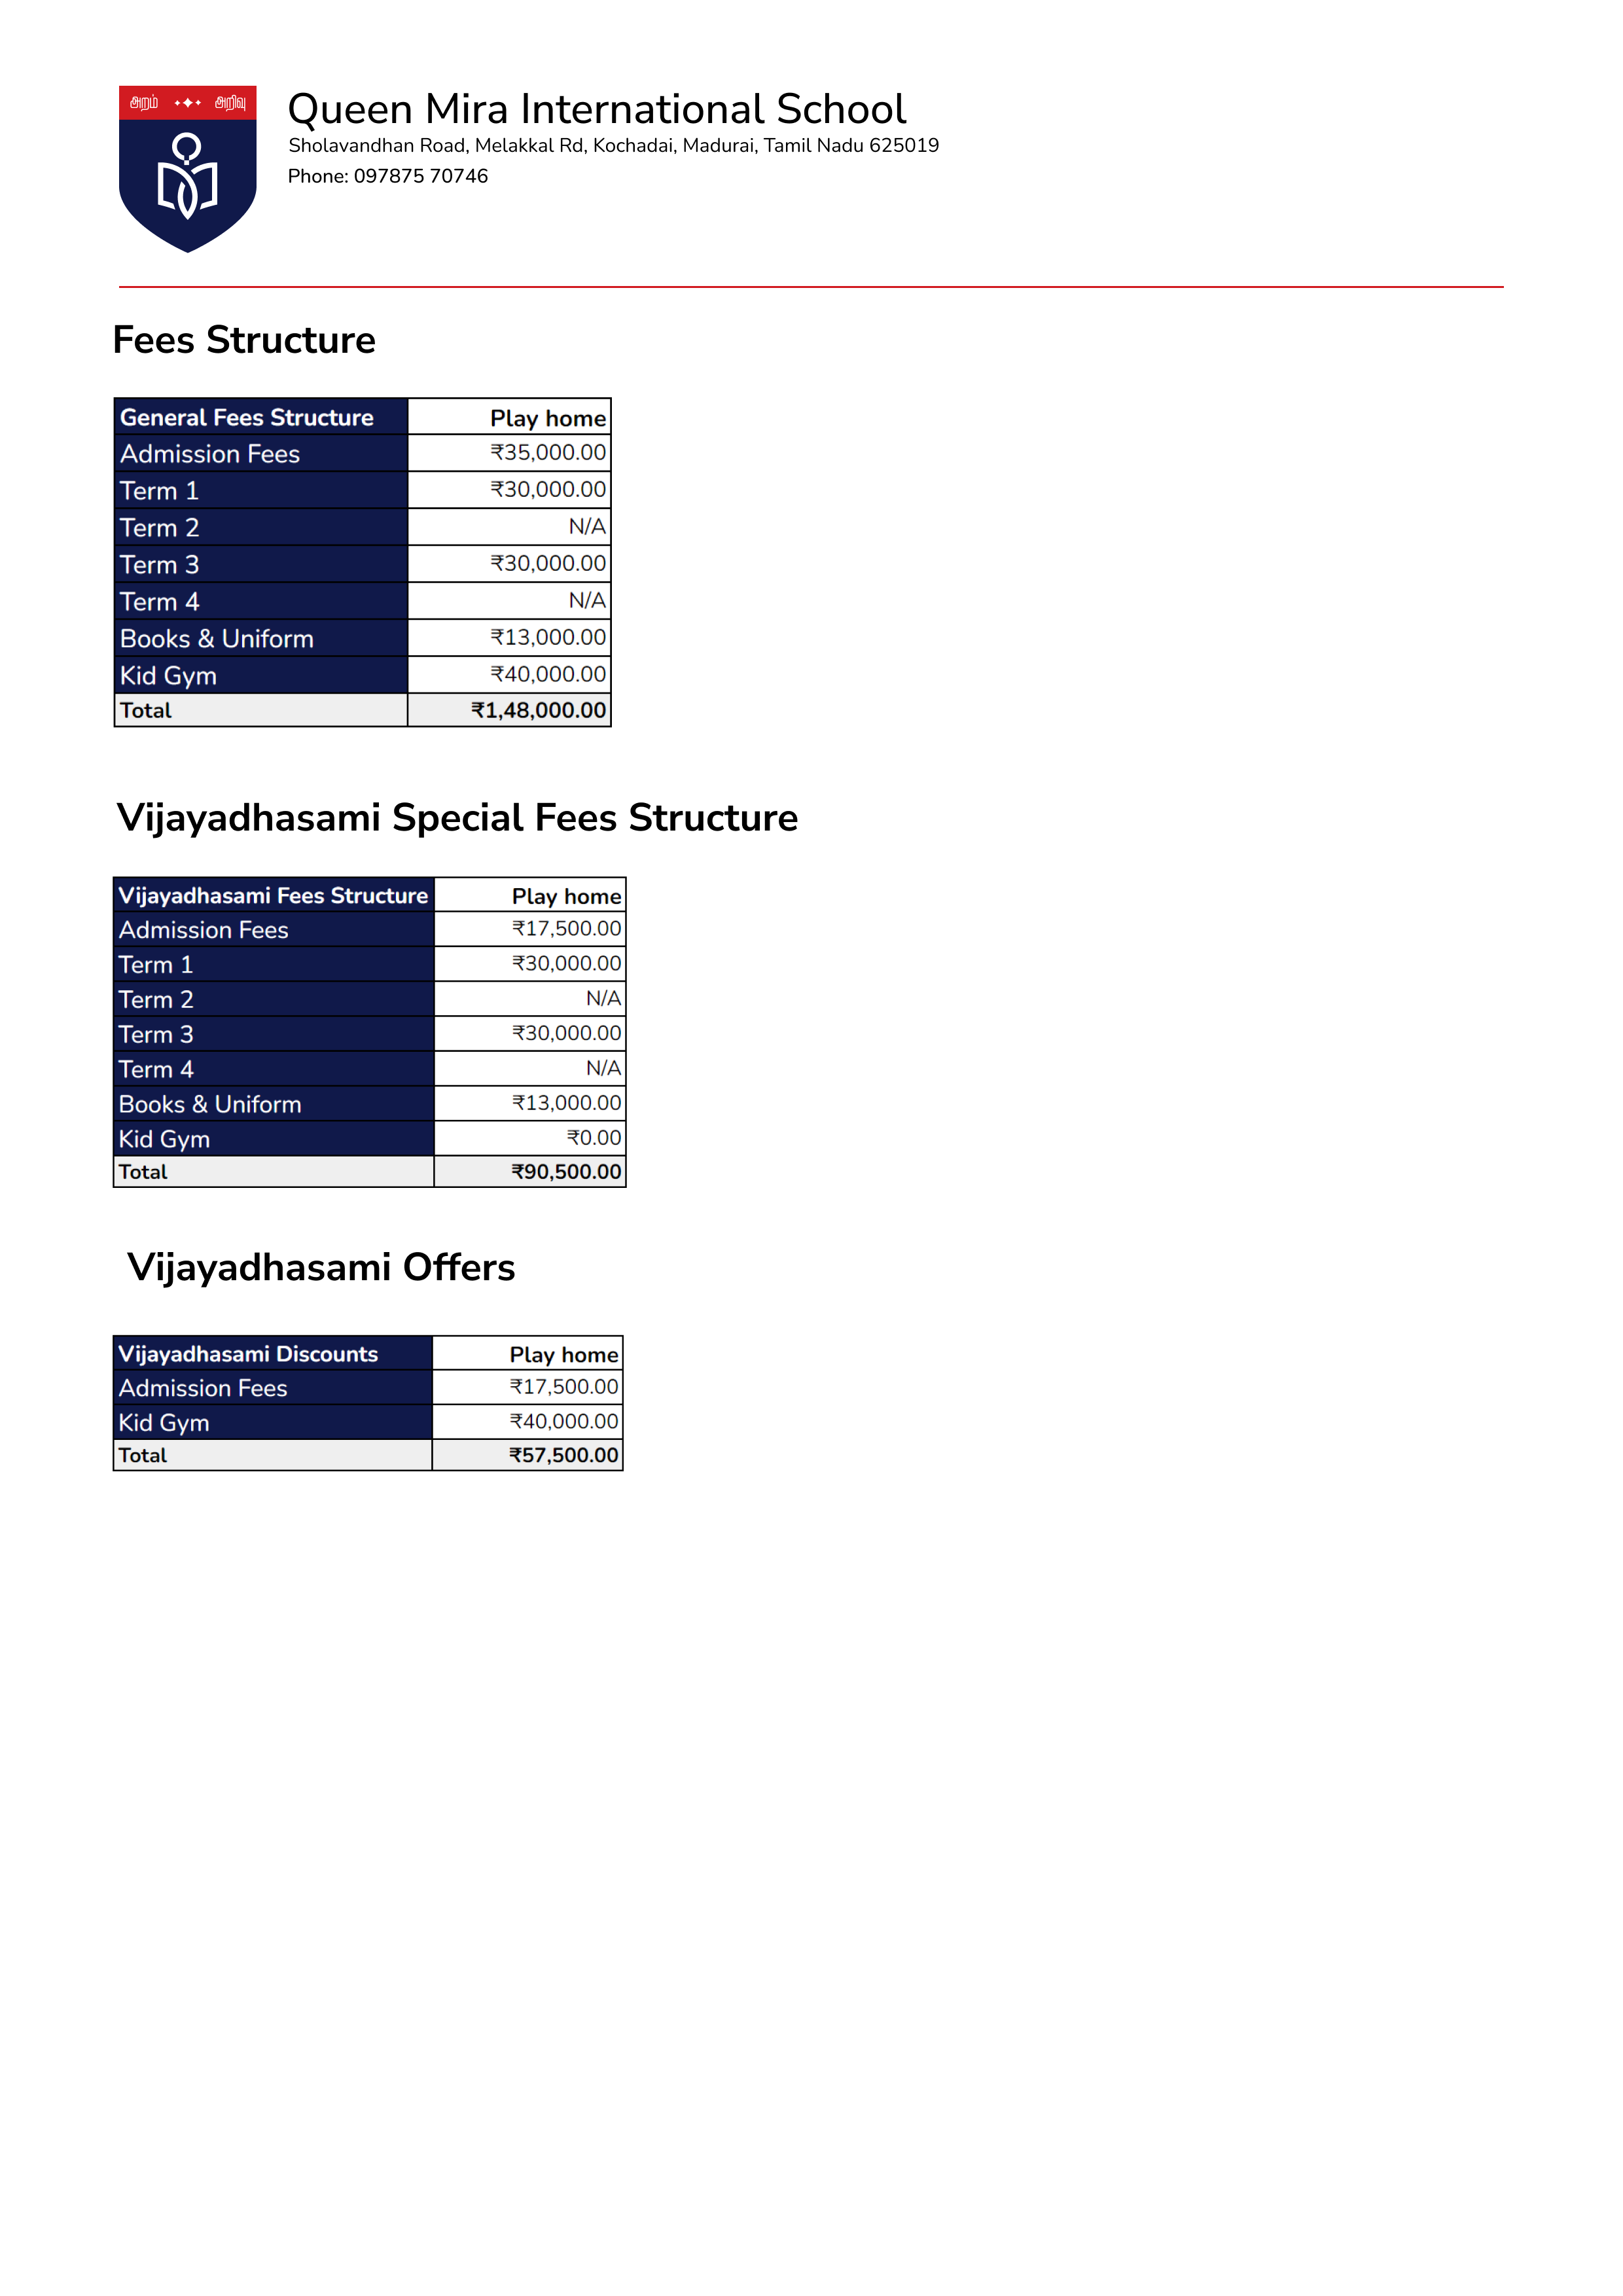 அறம் அறிவு
Queen Mira International School
Sholavandhan Road, Melakkal Rd, Kochadai, Madurai, Tamil Nadu 625019
Phone: 097875 70746
Fees Structure
General Fees Structure Play home
Admission Fees ₹35,000.00
Term 1 ₹30,000.00
Term 2 N/A
Term 3 ₹30,000.00
Term 4 N/A
Books & Uniform ₹13,000.00
Kid Gym ₹40,000.00
Total ₹1,48,000.00
Vijayadhasami Special Fees Structure
Vijayadhasami Fees Structure Play home
Admission Fees ₹17,500.00
Term 1 ₹30,000.00
Term 2 N/A
Term 3 ₹30,000.00
Term 4 N/A
Books & Uniform ₹13,000.00
Kid Gym ₹0.00
Total ₹90,500.00
Vijayadhasami Offers
Vijayadhasami Discounts Play home
Admission Fees ₹17,500.00
Kid Gym ₹40,000.00
Total ₹57,500.00